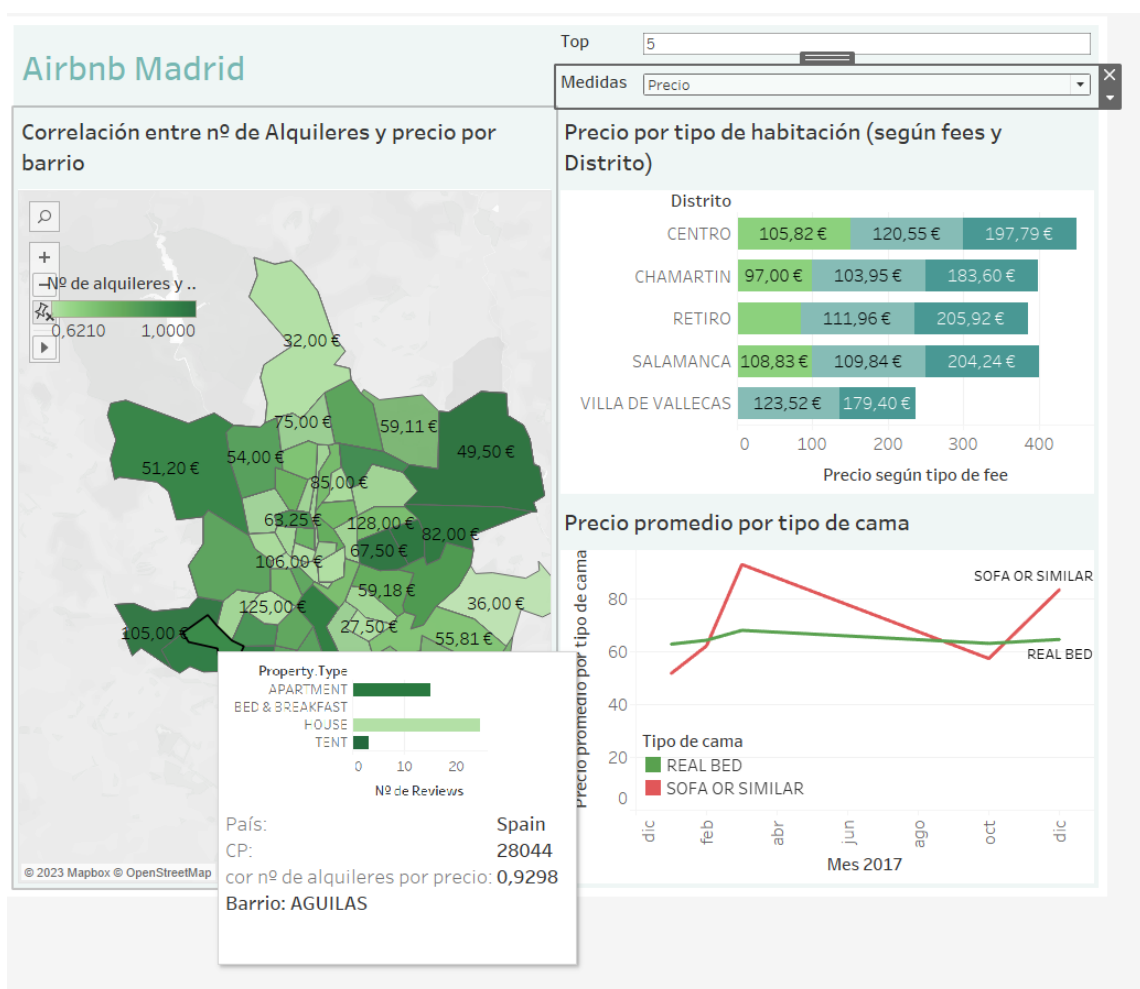 Airbnb Madrid
Top
5
Medidas
Precio
Correlación entre nº de Alquileres y precio por
barrio
Nº de alquileres y ..
0,6210 1,0000
32,00 €
75,00 €
59,11 €
49,50 €
54,00 €
51,20 €
85,00 €
63,25 €
128,00 €
82,00 €
67,50 €
106,00 €
59,18 €
36,00 €
125,00 €
27,50 €
105,00 €
55,81 €
© 2023 Mapbox © OpenStreetMap
Property.Type
APARTMENT
BED & BREAKFAST
HOUSE
TENT
0 10 20
Nº de Reviews
País: Spain
CP: 28044
cor nº de alquileres por precio: 0,9298
Barrio: AGUILAS
Precio por tipo de habitación (según fees y
Distrito)
Distrito
CENTRO 105,82 € 120,55 € 197,79 €
CHAMARTIN 97,00 € 103,95 € 183,60 €
RETIRO 111,96 € 205,92 €
SALAMANCA 108,83 € 109,84 € 204,24 €
VILLA DE VALLECAS 123,52 € 179,40 €
0 100 200 300 400
Precio según tipo de fee
Precio promedio por tipo de cama
Precio promedio por tipo de cama
80
60
40
20
0
SOFA OR SIMILAR
REAL BED
Tipo de cama
REAL BED
SOFA OR SIMILAR
dic feb abr jun ago oct dic
Mes 2017